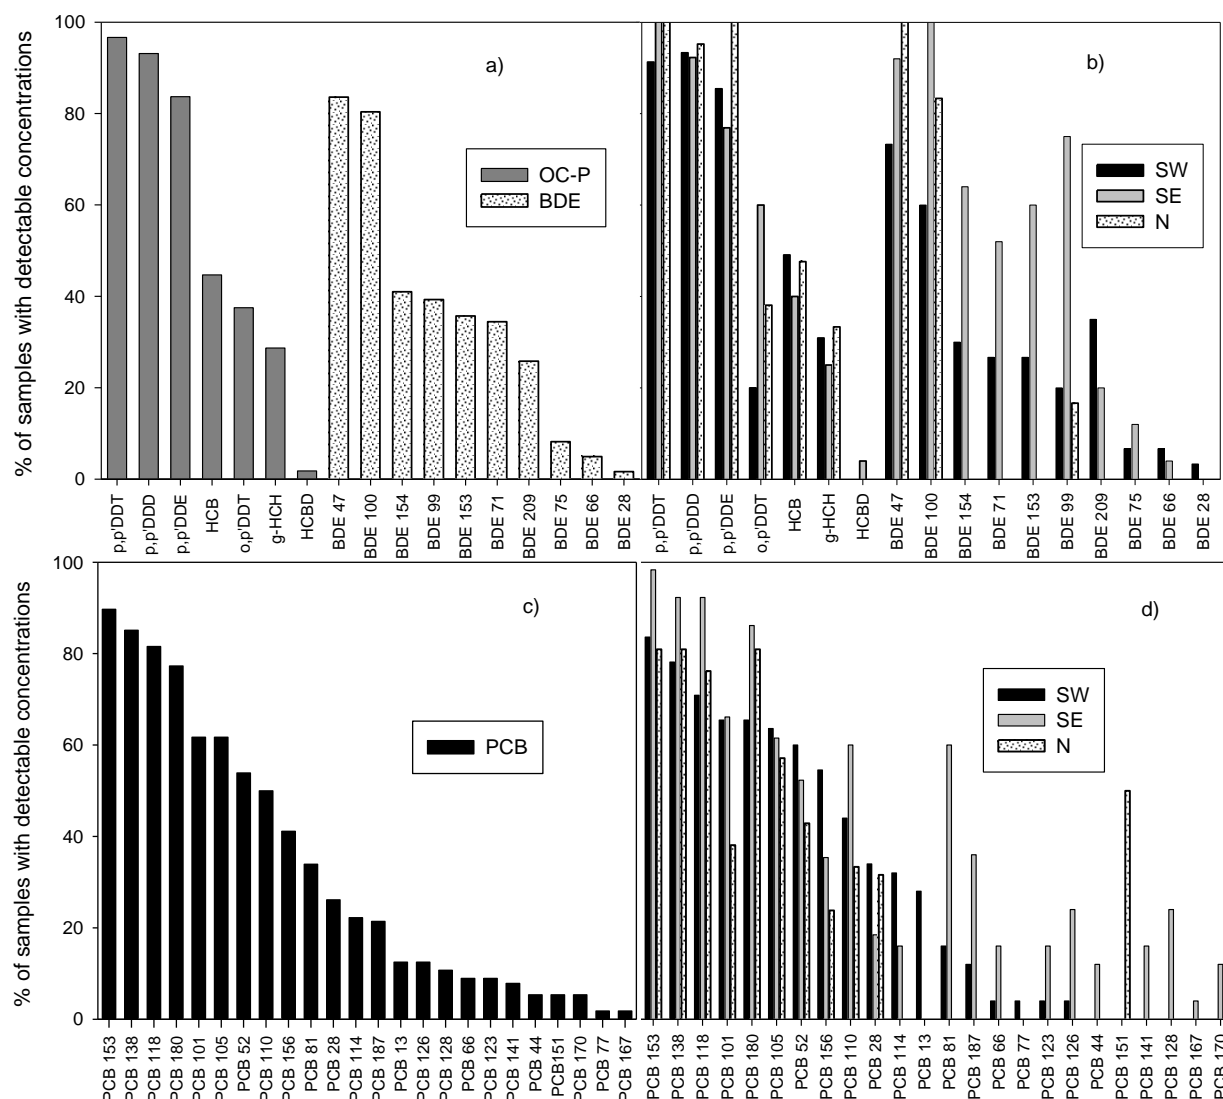 % of samples with detectable concentrations
100
80
60
40
20
0
a)
OC-P
BDE
p,p'DDT
p,p'DDD
p,p'DDE
HCB
o,p'DDT
g-HCH
HCBD
BDE 47
BDE 100
BDE 154
BDE 99
BDE 153
BDE 71
BDE 209
BDE 75
BDE 66
BDE 28
b)
SW
SE
N
p,p'DDT
p,p'DDD
p,p'DDE
o,p'DDT
HCB
g-HCH
HCBD
BDE 47
BDE 100
BDE 154
BDE 71
BDE 153
BDE 99
BDE 209
BDE 75
BDE 66
BDE 28
% of samples with detectable concentrations
100
80
60
40
20
0
c)
PCB
PCB 153
PCB 138
PCB 118
PCB 180
PCB 101
PCB 105
PCB 52
PCB 110
PCB 156
PCB 81
PCB 28
PCB 114
PCB 187
PCB 13
PCB 126
PCB 128
PCB 66
PCB 123
PCB 141
PCB 44
PCB151
PCB 170
PCB 77
PCB 167
d)
SW
SE
N
PCB 153
PCB 138
PCB 118
PCB 101
PCB 180
PCB 105
PCB 52
PCB 156
PCB 110
PCB 28
PCB 114
PCB 13
PCB 81
PCB 187
PCB 66
PCB 77
PCB 123
PCB 126
PCB 44
PCB 151
PCB 141
PCB 128
PCB 167
PCB 170